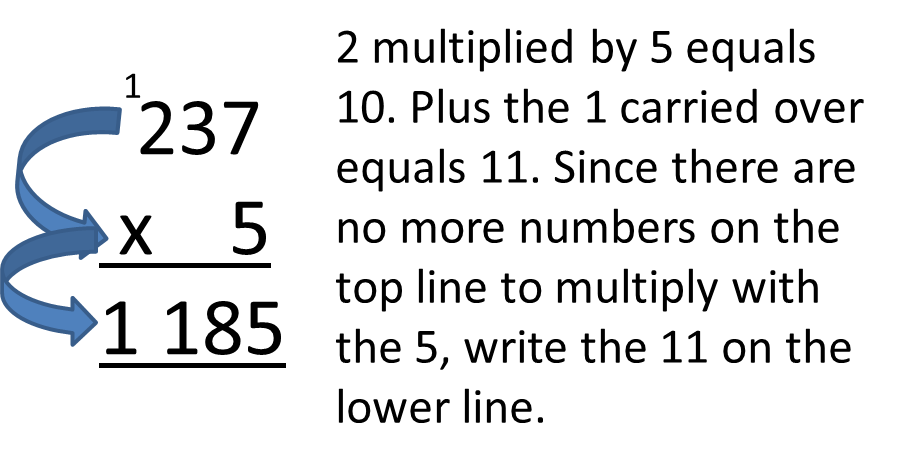 1
237
x 5
1 185
2 multiplied by 5 equals
10. Plus the 1 carried over
equals 11. Since there are
no more numbers on the
top line to multiply with
the 5, write the 11 on the
lower line.